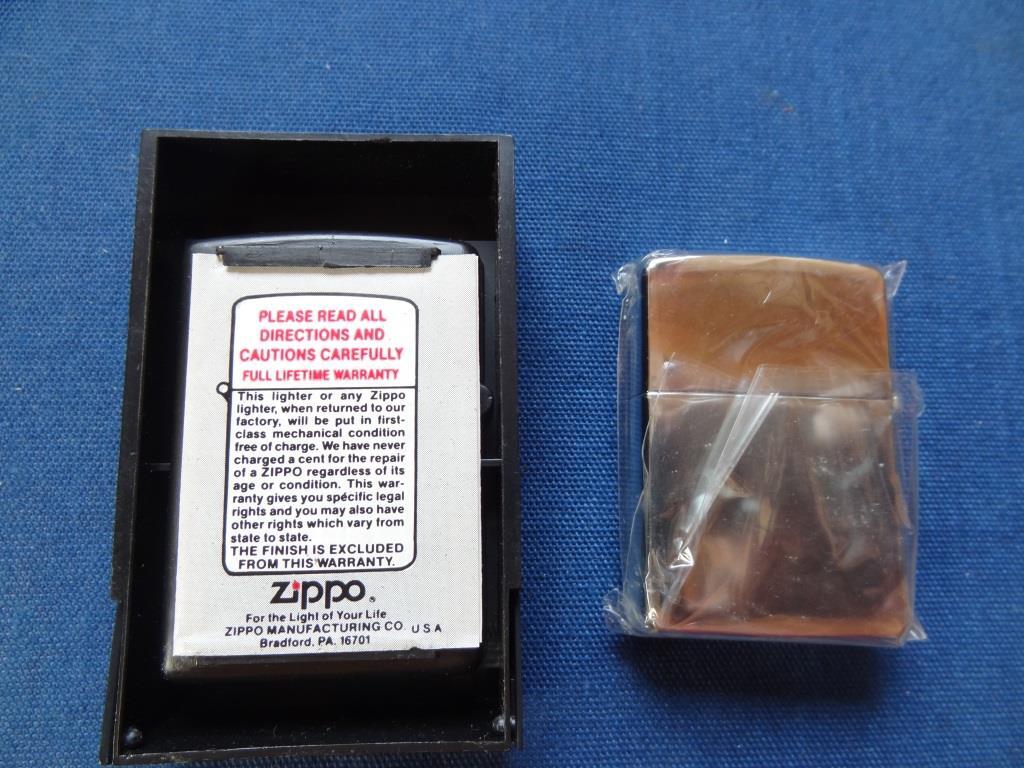 PLEASE READ ALL
DIRECTIONS AND
CAUTIONS CAREFULLY
FULL LIFETIME WARRANTY
This lighter or any Zippo
lighter, when returned to our
factory, will be put in first-
class mechanical condition
free of charge. We have never
charged a cent for the repair
of a ZIPPO regardless of its
age or condition. This war-
ranty gives you specific legal
rights and you may also have
other rights which vary from
state to state.
THE FINISH IS EXCLUDED
FROM THIS WARRANTY.
Zippo®
For the Light of Your Life
ZIPPO MANUFACTURING CO. U S A
Bradford, PA. 16701